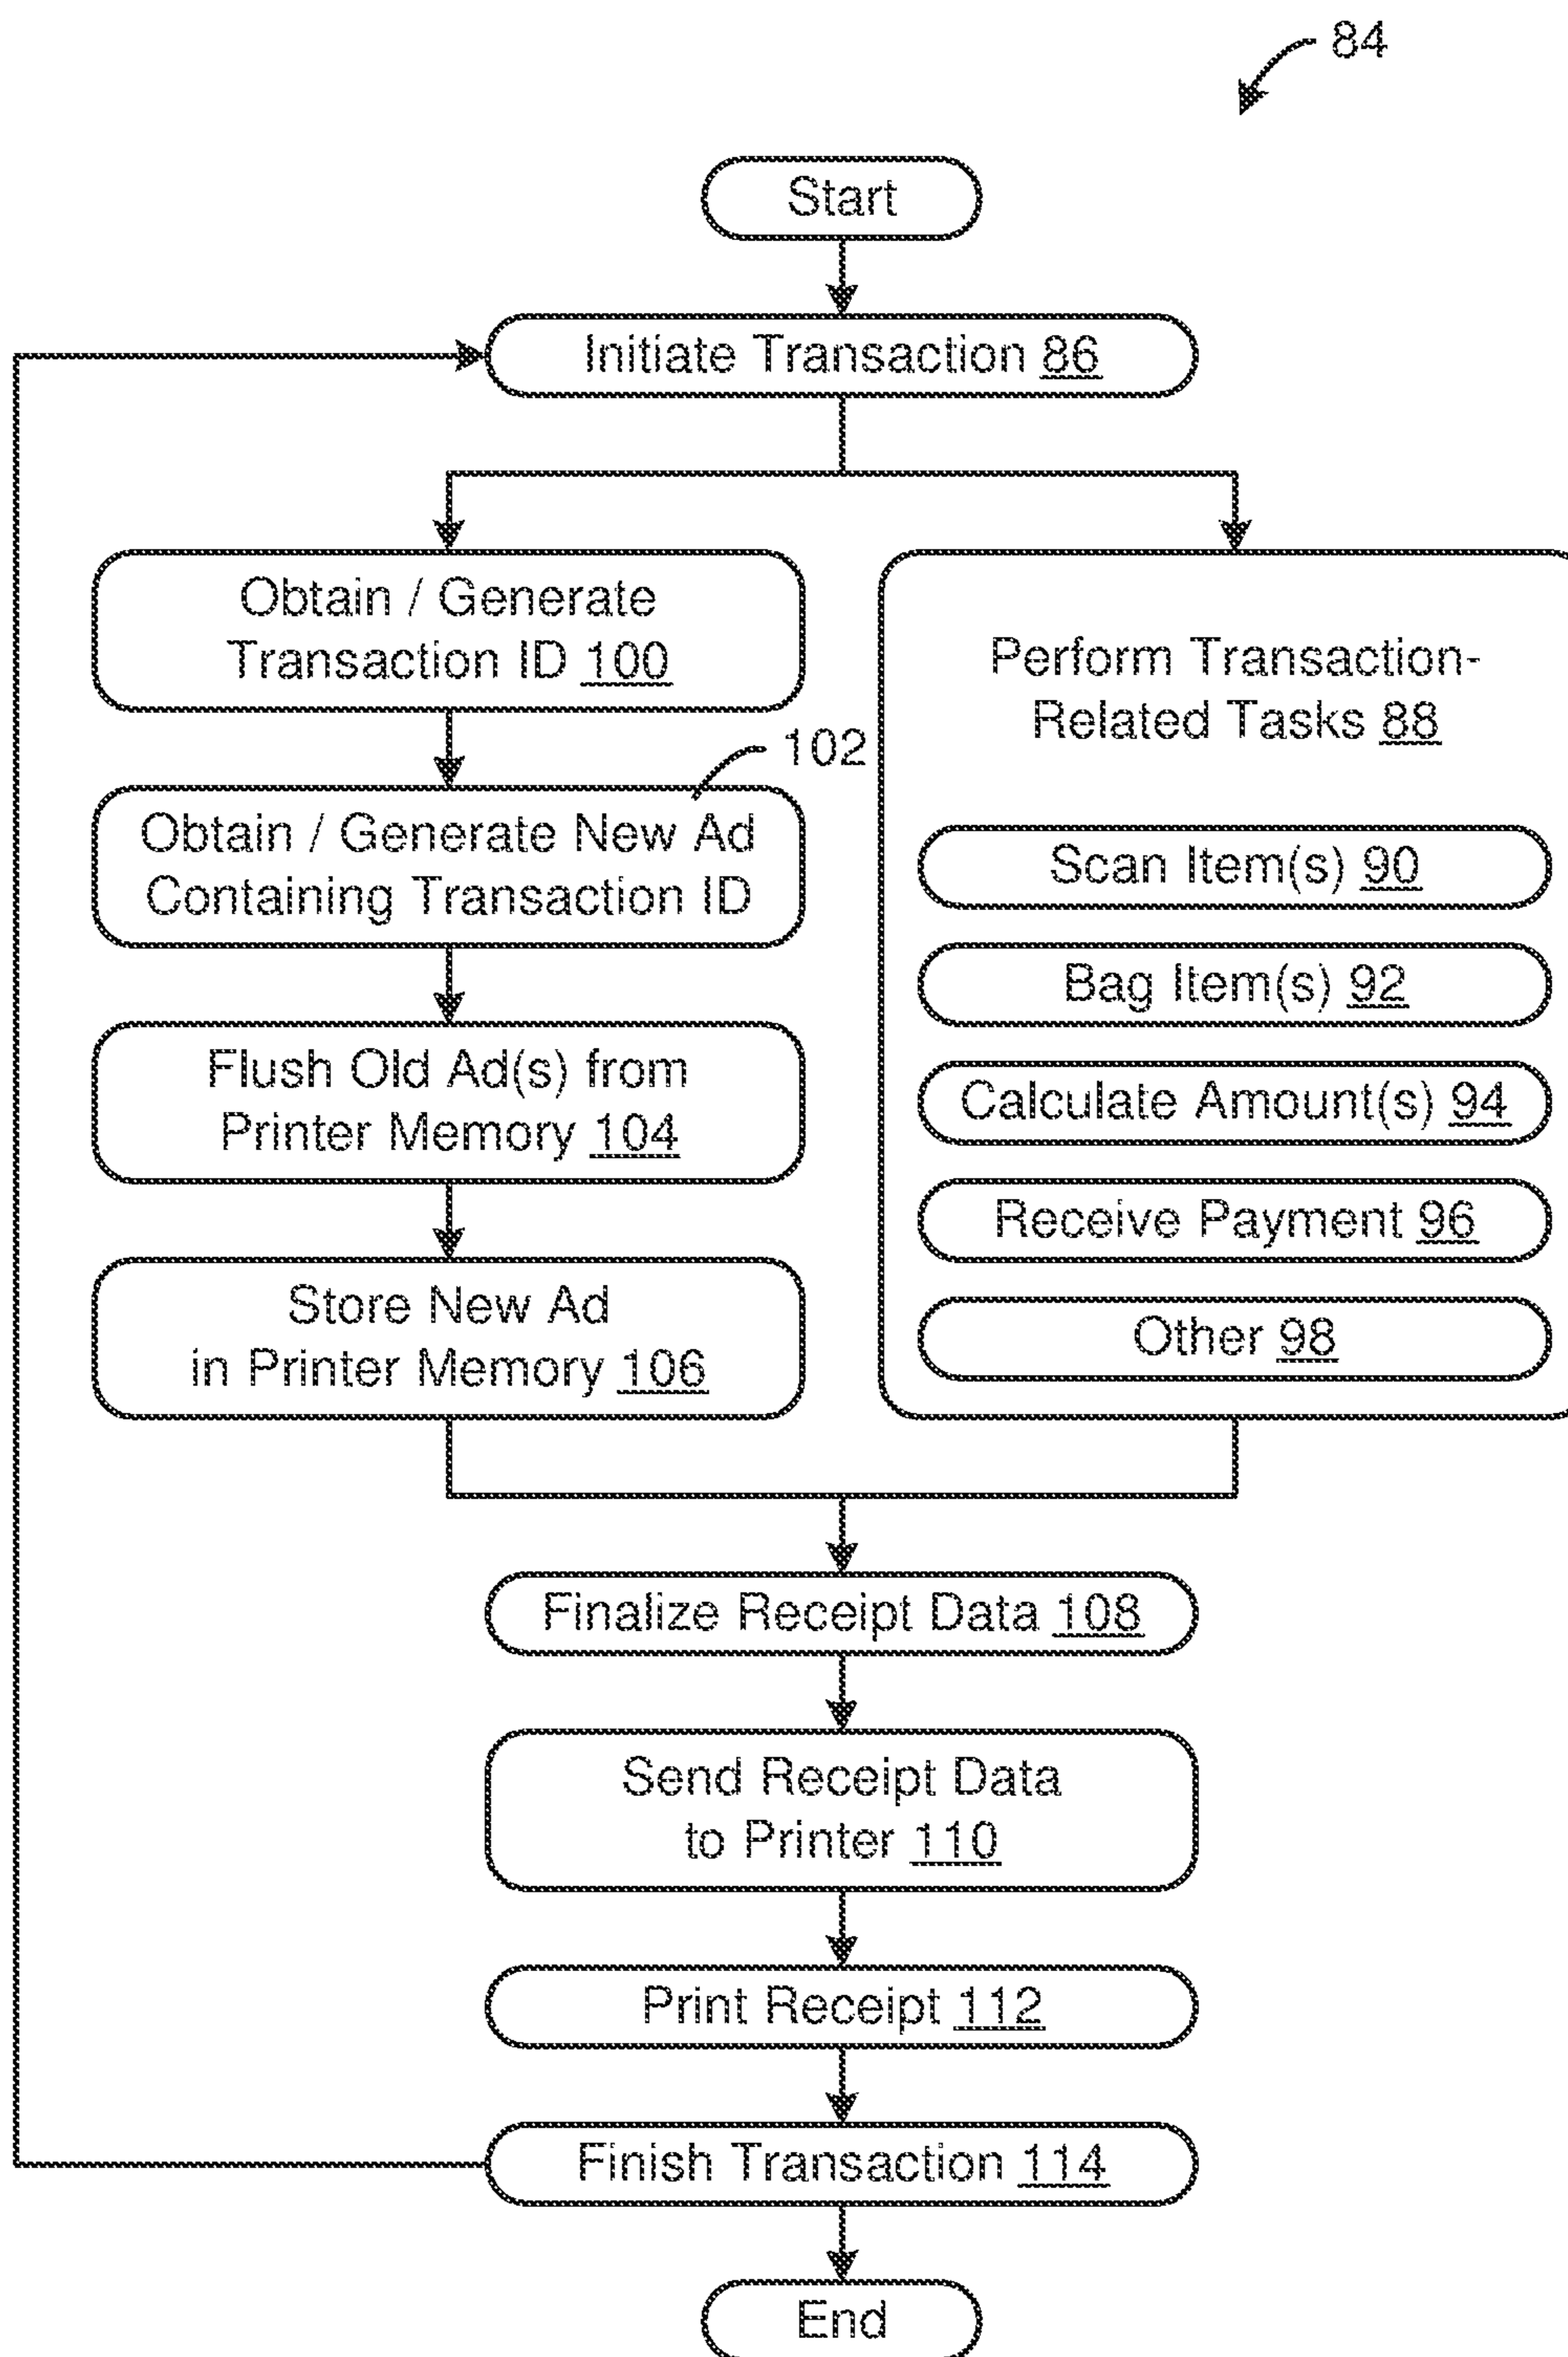 84
Start
Initiate Transaction 86
Obtain / Generate
Transaction ID 100
102
Obtain / Generate New Ad
Containing Transaction ID
Flush Old Ad(s) from
Printer Memory 104
Store New Ad
in Printer Memory 106
Perform Transaction-
Related Tasks 88
Scan Item(s) 90
Bag Item(s) 92
Calculate Amount(s) 94
Receive Payment 96
Other 98
Finalize Receipt Data 108
Send Receipt Data
to Printer 110
Print Receipt 112
Finish Transaction 114
End